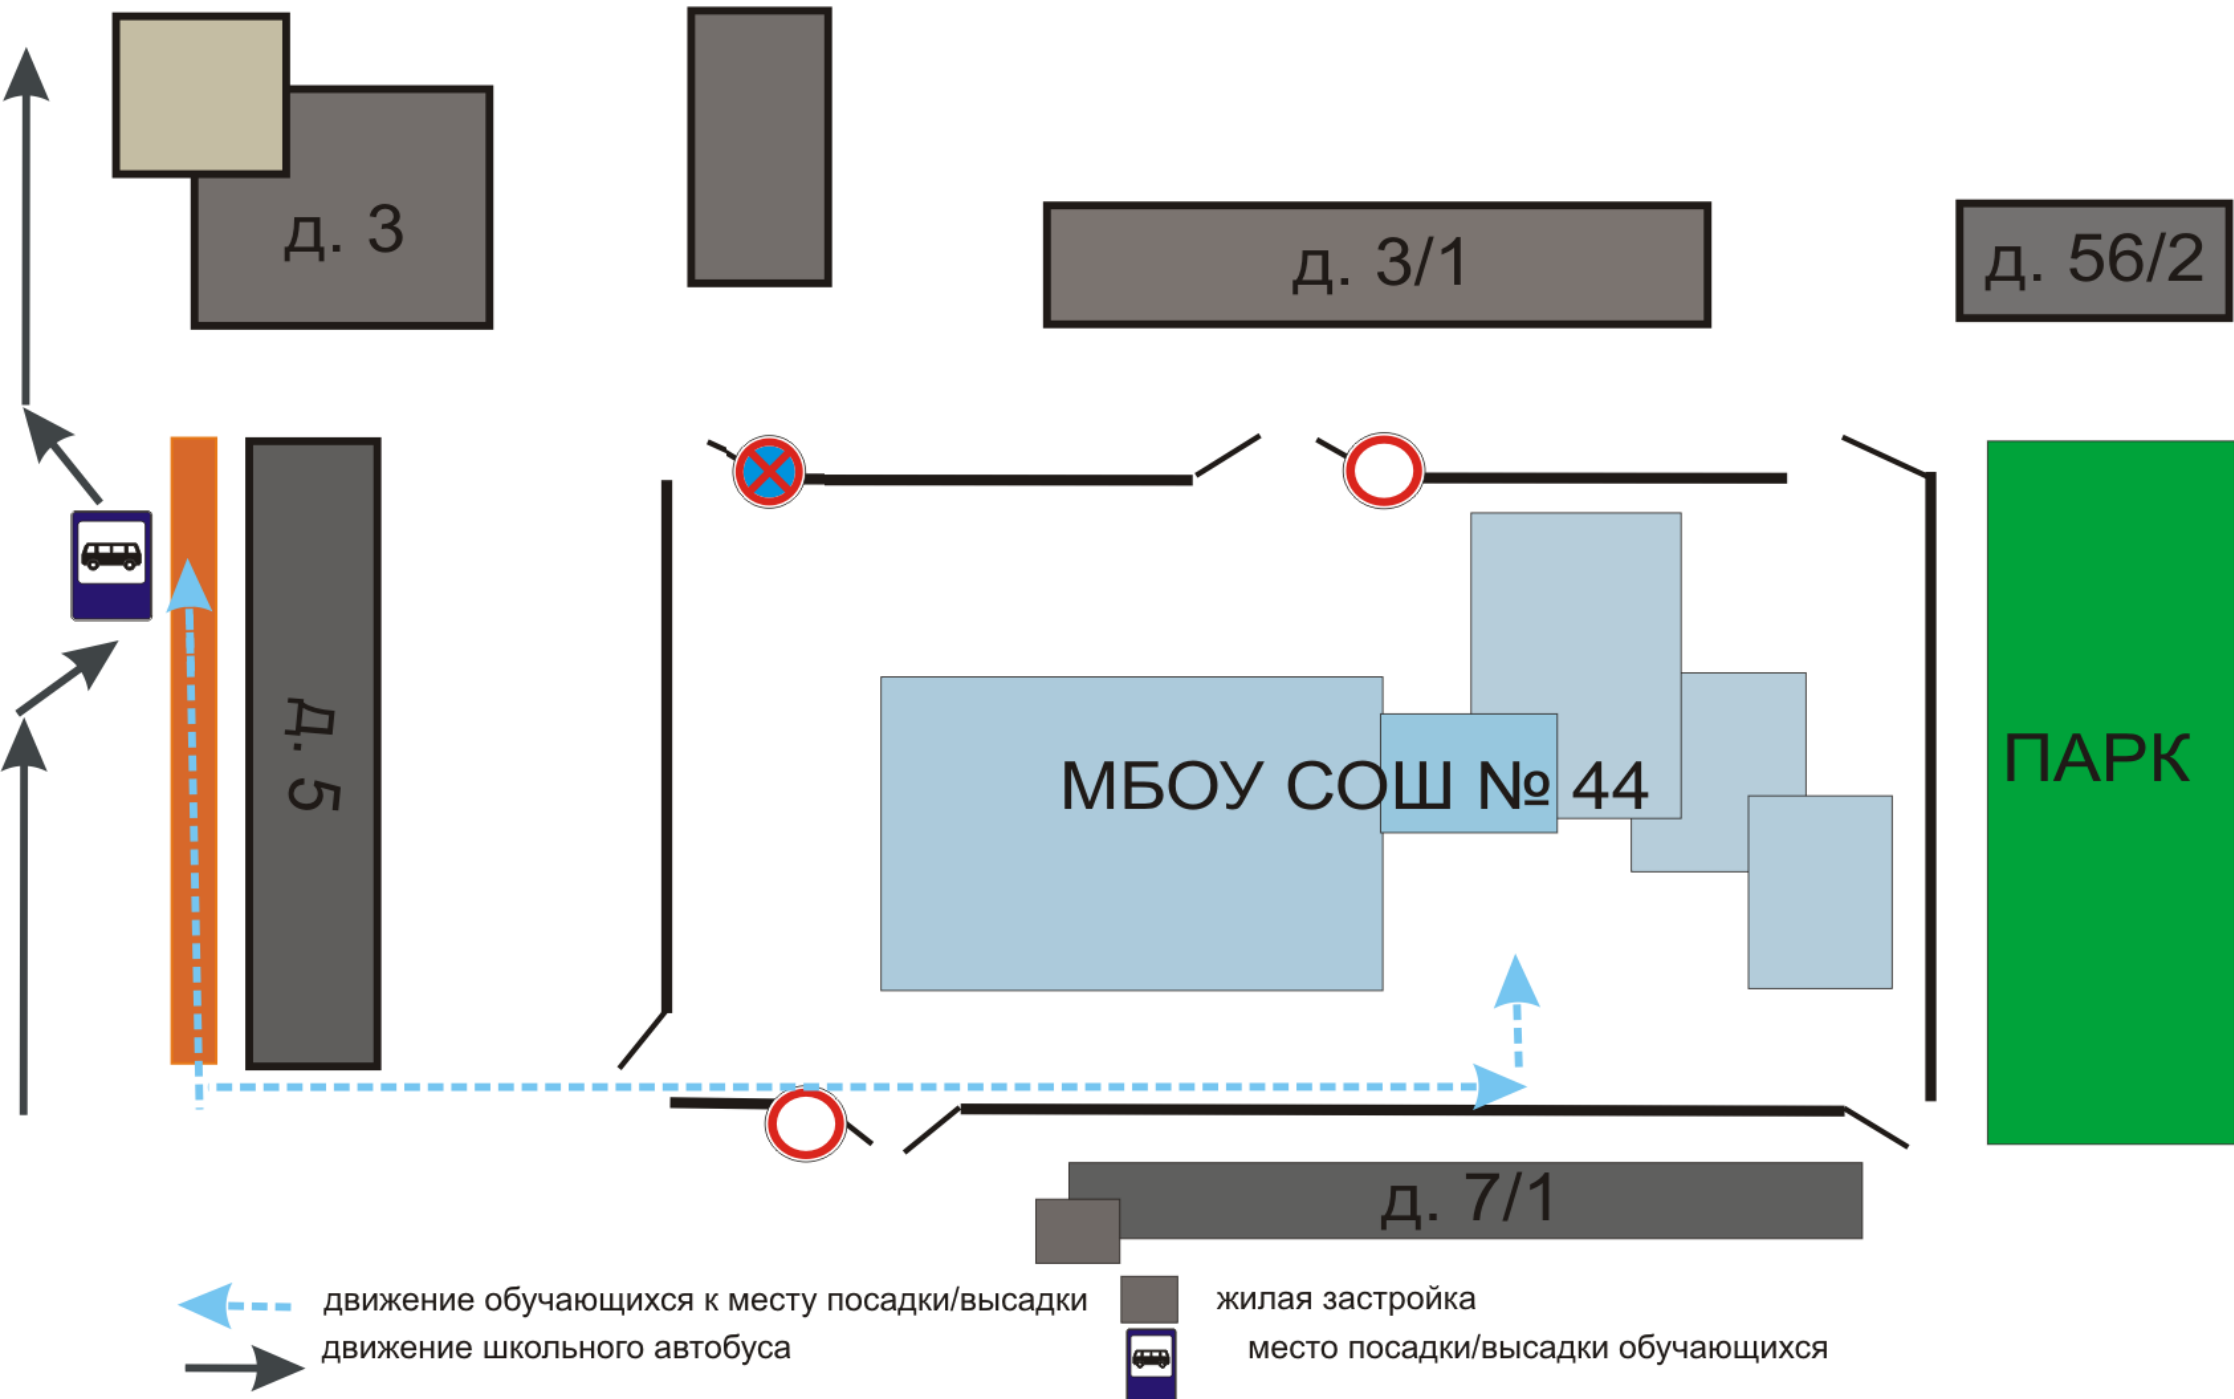 д. 3
д. 3/1
д. 56/2
д. 5
МБОУ СОШ № 44
ПАРК
д. 7/1
движение обучающихся к месту посадки/высадки
жилая застройка
движение школьного автобуса
место посадки/высадки обучающихся